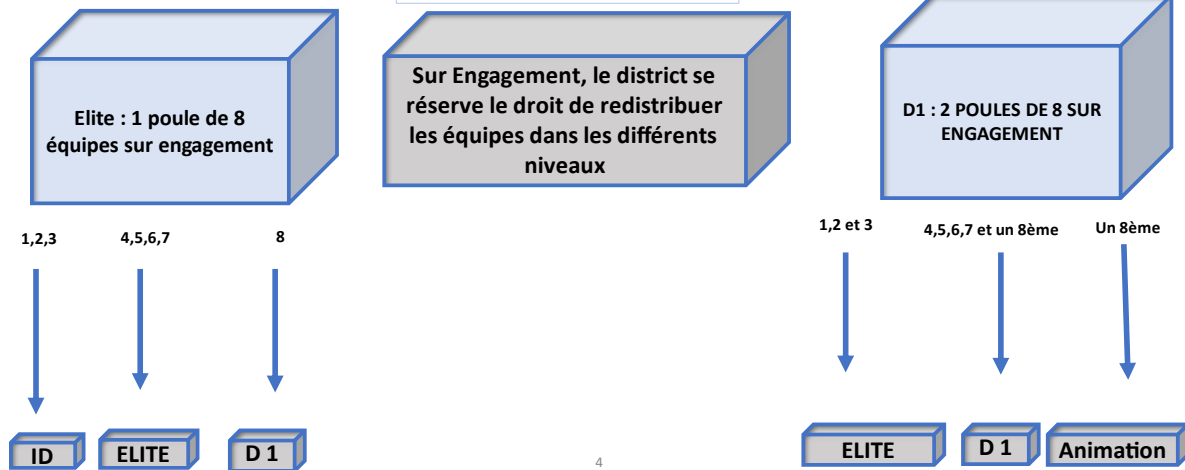 Elite : 1 poule de 8
équipes sur engagement
Sur Engagement, le district se
réserve le droit de redistribuer
les équipes dans les différents
niveaux
D1 : 2 POULES DE 8 SUR
ENGAGEMENT
1,2,3
4,5,6,7
8
1,2 et 3
4,5,6,7 et un 8ème
Un 8ème
ID
ELITE
D 1
ELITE
D 1
Animation
4